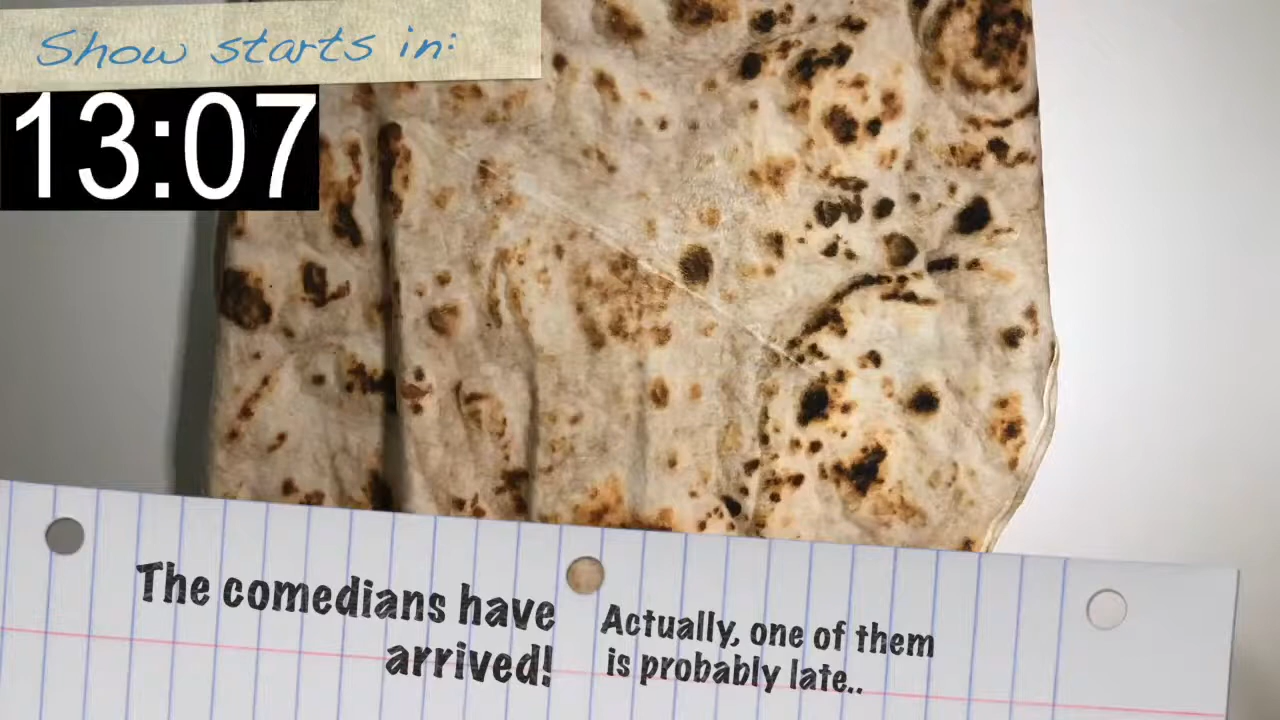 Show starts in:
13:07
The comedians have
arrived!
Actually, one of them
is probably late..